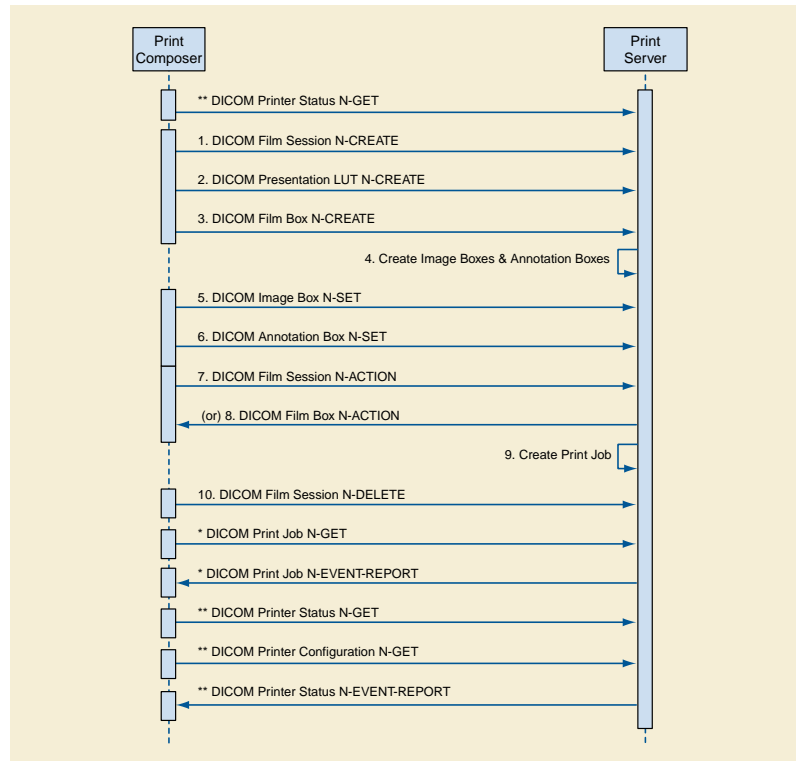 Print
Composer
Print
Server
** DICOM Printer Status N-GET
1. DICOM Film Session N-CREATE
2. DICOM Presentation LUT N-CREATE
3. DICOM Film Box N-CREATE
4. Create Image Boxes & Annotation Boxes
5. DICOM Image Box N-SET
6. DICOM Annotation Box N-SET
7. DICOM Film Session N-ACTION
(or) 8. DICOM Film Box N-ACTION
9. Create Print Job
10. DICOM Film Session N-DELETE
* DICOM Print Job N-GET
* DICOM Print Job N-EVENT-REPORT
** DICOM Printer Status N-GET
** DICOM Printer Configuration N-GET
** DICOM Printer Status N-EVENT-REPORT